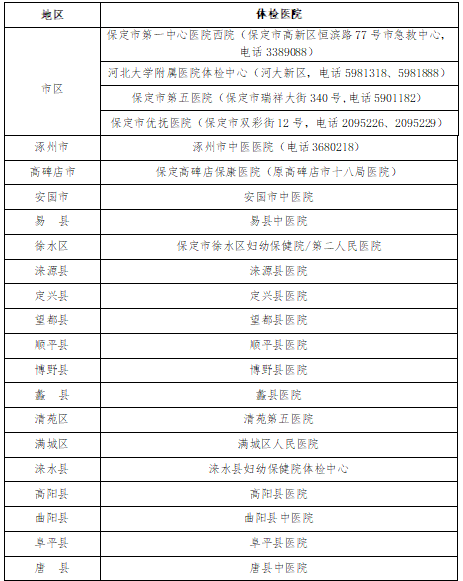 地区 体检医院
市区
保定市第一中心医院西院（保定市高新区恒滨路77号市急救中心，
电话3389088）
河北大学附属医院体检中心（河大新区，电话5981318、5981888）
保定市第五医院（保定市瑞祥大街340号,电话5901182）
保定市优抚医院（保定市双彩街12号，电话2095226、2095229）
涿州市 涿州市中医医院（电话3680218）
高碑店市 保定高碑店保康医院（原高碑店市十八局医院）
安国市 安国市中医院
易 县 易县中医院
徐水区 保定市徐水区妇幼保健院/第二人民医院
涞源县 涞源县医院
定兴县 定兴县医院
望都县 望都县医院
顺平县 顺平县医院
博野县 博野县医院
蠡 县 蠡县医院
清苑区 清苑第五医院
满城区 满城区人民医院
涞水县 涞水县妇幼保健院体检中心
高阳县 高阳县医院
曲阳县 曲阳县中医院
阜平县 阜平县医院
唐 县 唐县中医院